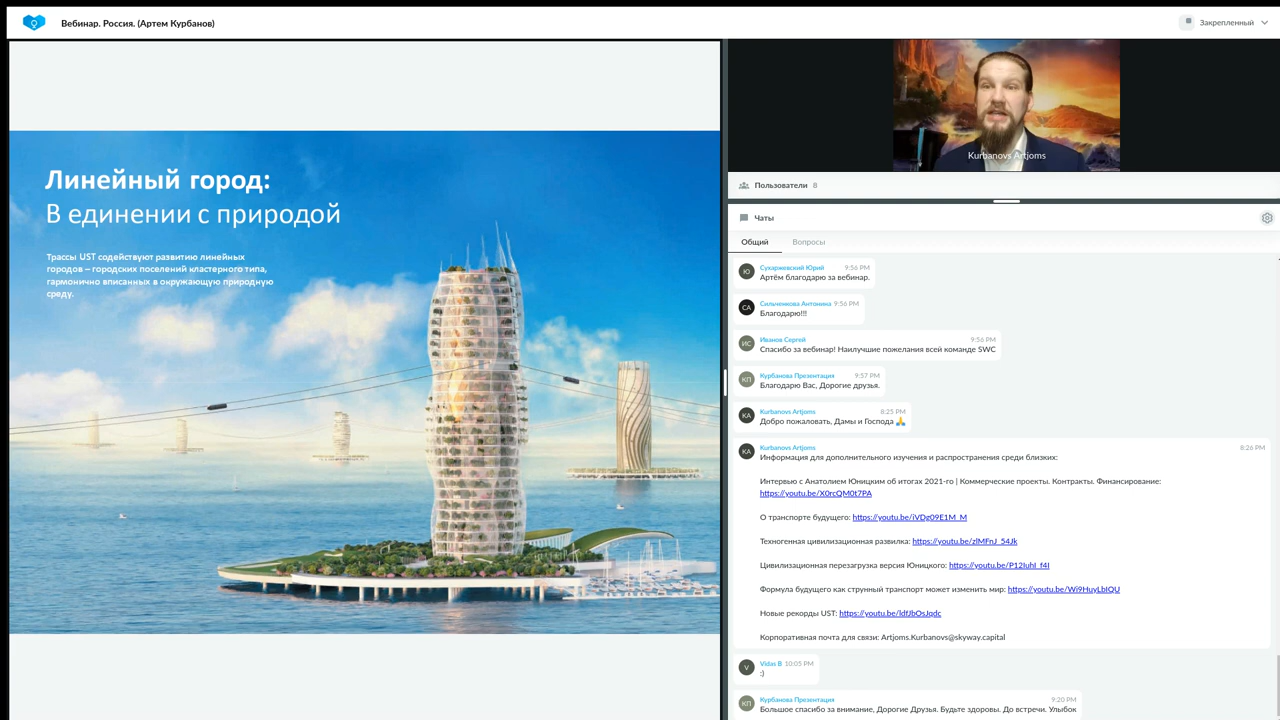 Вебинар. Россия. (Артем Курбанов)
Закрепленный
Линейный город:
В единении с природой
Трассы UST содействуют развитию линейных
городов – городских поселений кластерного типа,
гармонично вписанных в окружающую природную
среду.
Kurbanovs Artjoms
Пользователи 8
Чаты
Общий Вопросы
Ю Сухаржевский Юрий 9:56 PM
Артём благодарю за вебинар.
СА Сильченкова Антонина 9:56 PM
Благодарю!!!
ИС Иванов Сергей 9:56 PM
Спасибо за вебинар! Наилучшие пожелания всей команде SWC
КП Курбанова Презентация 9:57 PM
Благодарю Вас, Дорогие друзья.
KA Kurbanovs Artjoms 8:25 PM
Добро пожаловать, Дамы и Господа 🙏
KA Kurbanovs Artjoms 8:26 PM
Информация для дополнительного изучения и распространения среди близких:
Интервью с Анатолием Юницким об итогах 2021-го | Коммерческие проекты. Контракты. Финансирование:
https://youtu.be/X0rcQM0t7PA
О транспорте будущего: https://youtu.be/iVDg09E1M_M
Техногенная цивилизационная развилка: https://youtu.be/zlMFnJ_54Jk
Цивилизационная перезагрузка версия Юницкого: https://youtu.be/P12IuhI_f4I
Формула будущего как струнный транспорт может изменить мир: https://youtu.be/Wi9HuyLbIQU
Новые рекорды UST: https://youtu.be/ldfJbOsJqdc
Корпоративная почта для связи: Artjoms.Kurbanovs@skyway.capital
V Vidas B 10:05 PM
:)
КП Курбанова Презентация 9:20 PM
Большое спасибо за внимание, Дорогие Друзья. Будьте здоровы. До встречи. Улыбок